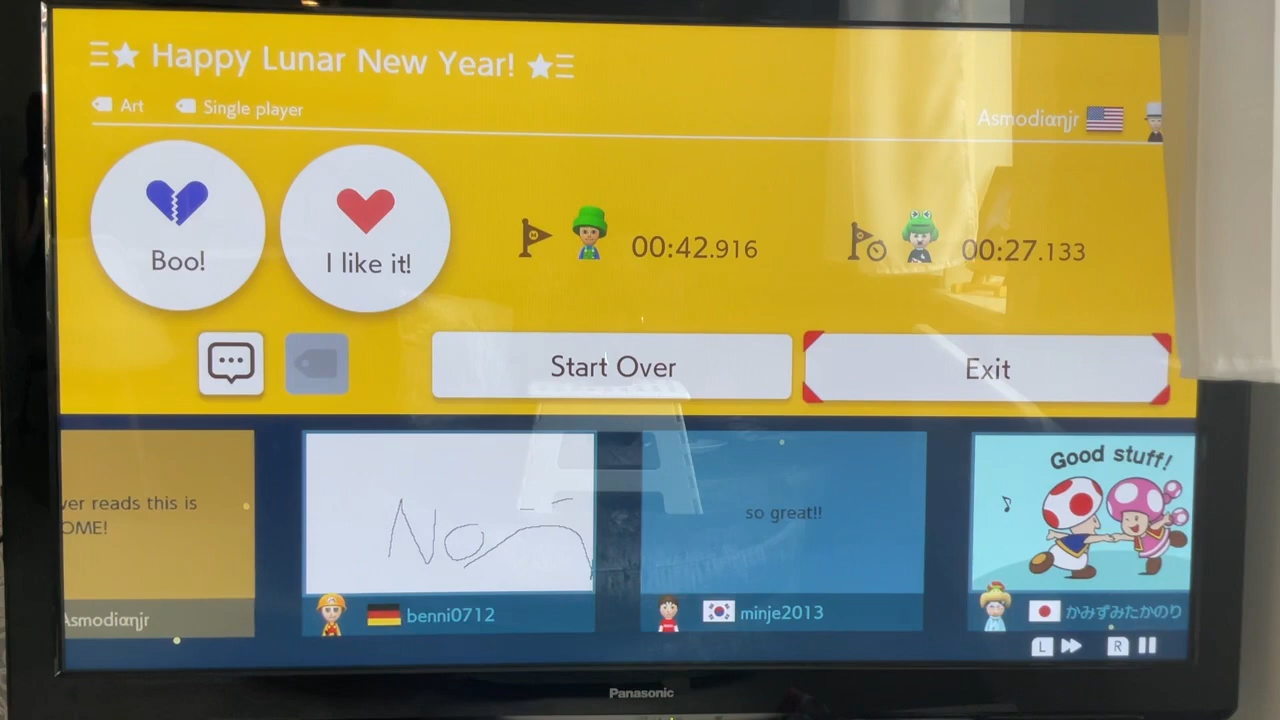 Happy Lunar New Year!
Art
Single player
Asmodianjr
Boo!
I like it!
M
00:42.916
00:27.133
Start Over
Exit
ver reads this is
OME!
Asmodianjr
benni0712
so great!!
minje2013
Good stuff!
かみずみたかのり
L
R
Panasonic